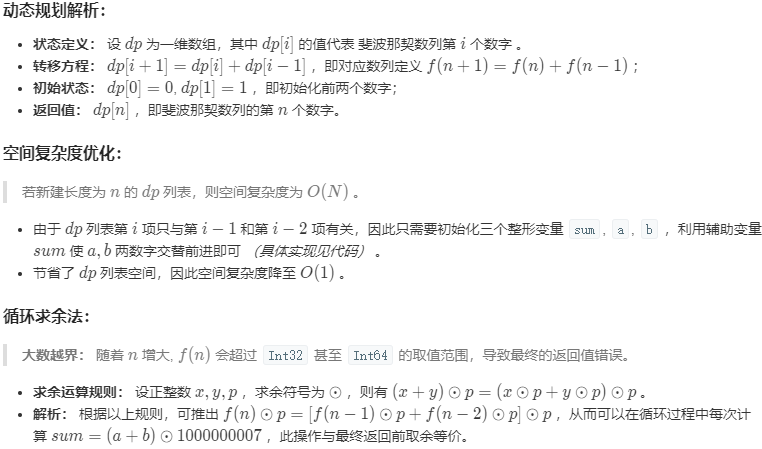 动态规划解析：
• 状态定义： 设 dp 为一维数组，其中 dp[i] 的值代表 斐波那契数列第 i 个数字 。
• 转移方程： dp[i + 1] = dp[i] + dp[i − 1] ，即对应数列定义 f(n + 1) = f(n) + f(n − 1) ；
• 初始状态： dp[0] = 0, dp[1] = 1 ，即初始化前两个数字；
• 返回值： dp[n] ，即斐波那契数列的第 n 个数字。
空间复杂度优化：
若新建长度为 n 的 dp 列表，则空间复杂度为 O(N) 。
• 由于 dp 列表第 i 项只与第 i − 1 和第 i − 2 项有关，因此只需要初始化三个整形变量 sum , a , b ，利用辅助变量
sum 使 a, b 两数字交替前进即可 （具体实现见代码） 。
• 节省了 dp 列表空间，因此空间复杂度降至 O(1) 。
循环求余法：
大数越界： 随着 n 增大, f(n) 会超过 Int32 甚至 Int64 的取值范围，导致最终的返回值错误。
• 求余运算规则： 设正整数 x, y, p ，求余符号为 ⊙ ，则有 (x + y) ⊙ p = (x ⊙ p + y ⊙ p) ⊙ p 。
• 解析： 根据以上规则，可推出 f(n) ⊙ p = [f(n − 1) ⊙ p + f(n − 2) ⊙ p] ⊙ p ，从而可以在循环过程中每次计
算 sum = (a + b) ⊙ 1000000007 ，此操作与最终返回前取余等价。